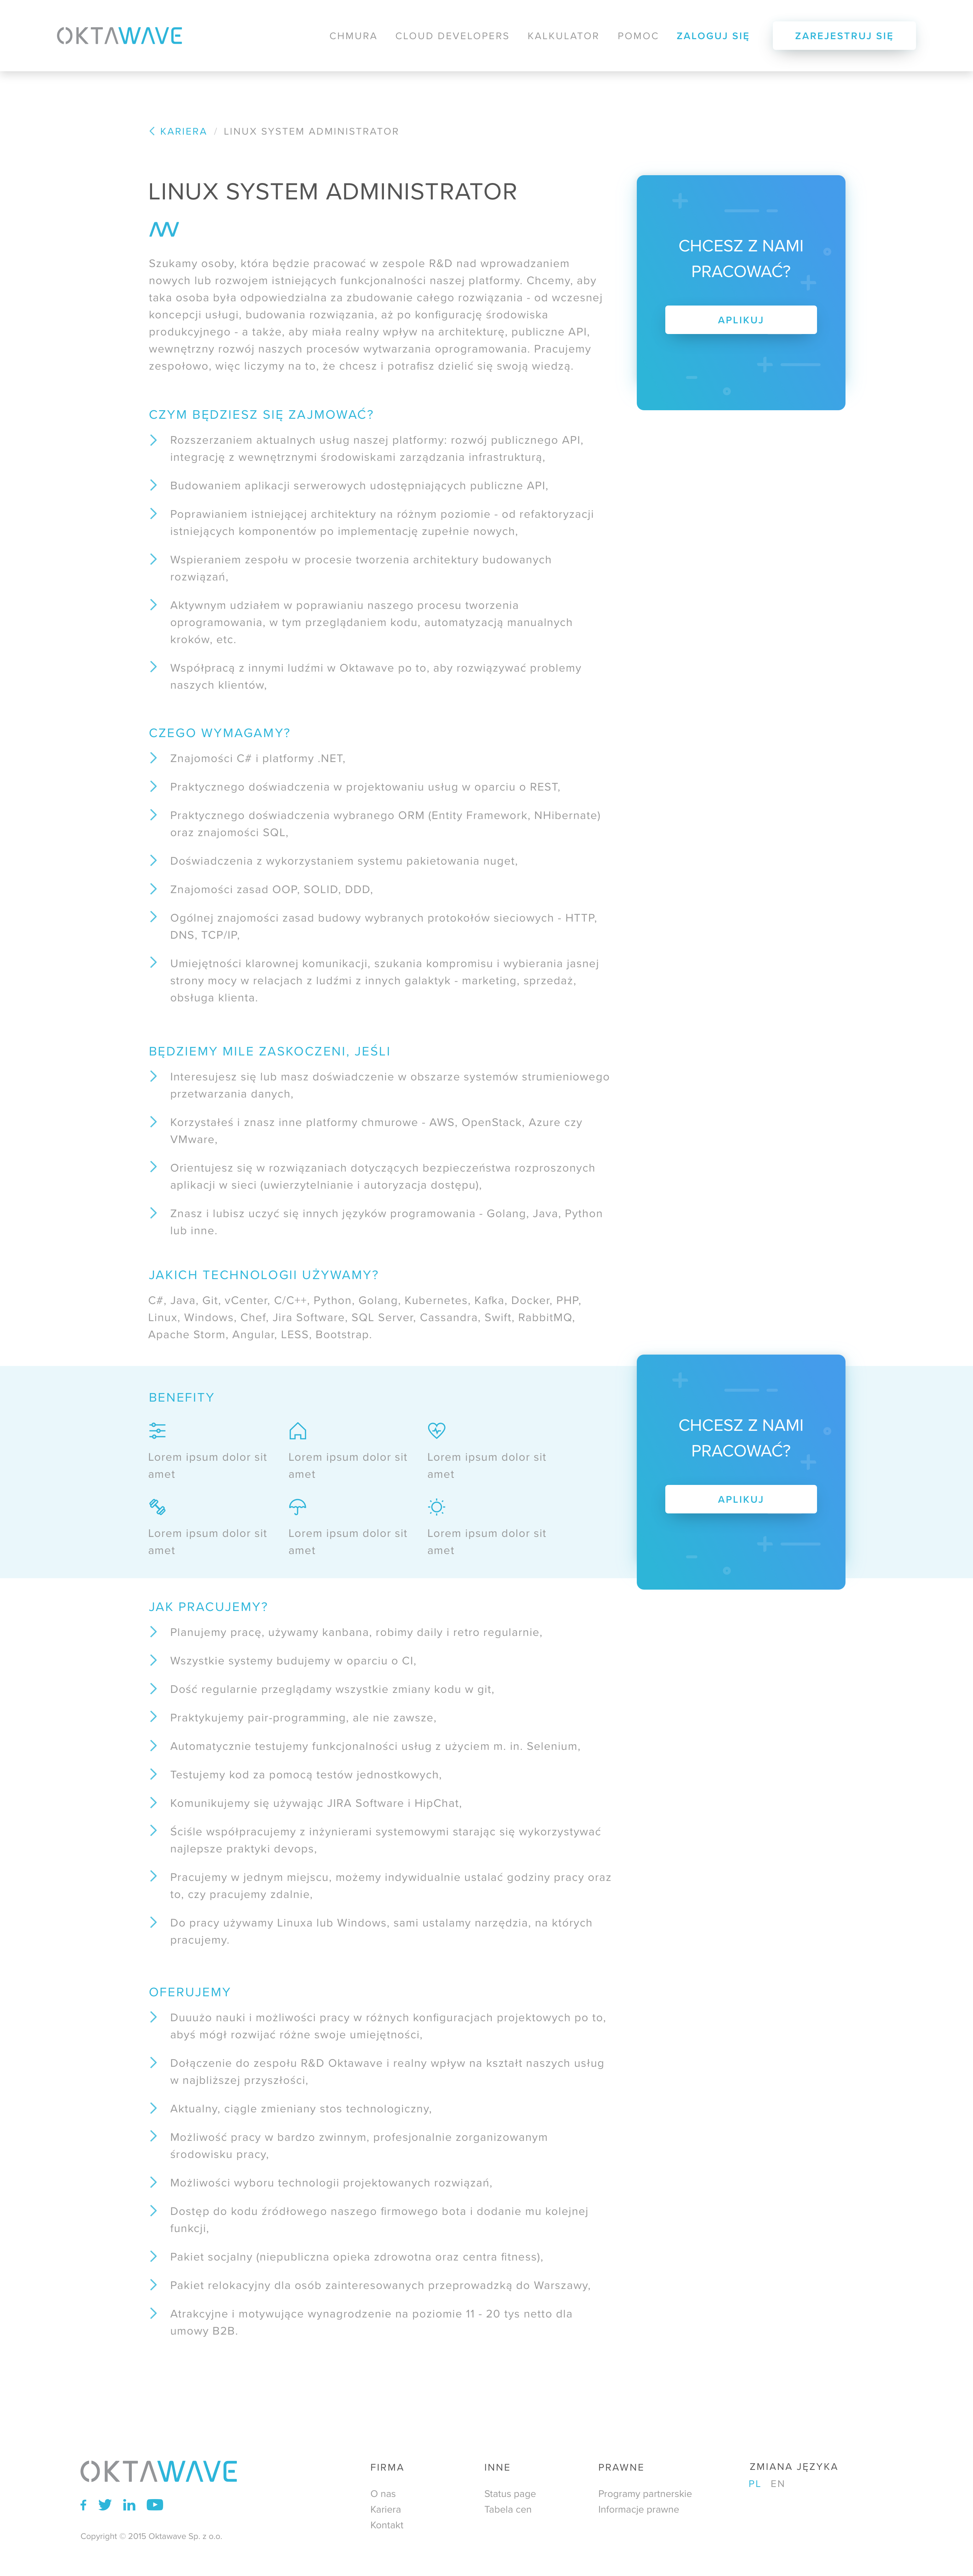 OKTAWAVE
CHMURA CLOUD DEVELOPERS KALKULATOR POMOC ZALOGUJ SIĘ ZAREJESTRUJ SIĘ
KARIERA / LINUX SYSTEM ADMINISTRATOR
LINUX SYSTEM ADMINISTRATOR
Szukamy osoby, która będzie pracować w zespole R&D nad wprowadzaniem
nowych lub rozwojem istniejących funkcjonalności naszej platformy. Chcemy, aby
taka osoba była odpowiedzialna za zbudowanie całego rozwiązania - od wczesnej
koncepcji usługi, budowania rozwiązania, aż po konfigurację środowiska
produkcyjnego - a także, aby miała realny wpływ na architekturę, publiczne API,
wewnętrzny rozwój naszych procesów wytwarzania oprogramowania. Pracujemy
zespołowo, więc liczymy na to, że chcesz i potrafisz dzielić się swoją wiedzą.
CHCESZ Z NAMI
PRACOWAĆ?
APLIKUJ
CZYM BĘDZIESZ SIĘ ZAJMOWAĆ?
Rozszerzaniem aktualnych usług naszej platformy: rozwój publicznego API,
integrację z wewnętrznymi środowiskami zarządzania infrastrukturą,
Budowaniem aplikacji serwerowych udostępniających publiczne API,
Poprawianiem istniejącej architektury na różnym poziomie - od refaktoryzacji
istniejących komponentów po implementację zupełnie nowych,
Wspieraniem zespołu w procesie tworzenia architektury budowanych
rozwiązań,
Aktywnym udziałem w poprawianiu naszego procesu tworzenia
oprogramowania, w tym przeglądaniem kodu, automatyzacją manualnych
kroków, etc.
Współpracą z innymi ludźmi w Oktawave po to, aby rozwiązywać problemy
naszych klientów,
CZEGO WYMAGAMY?
Znajomości C# i platformy .NET,
Praktycznego doświadczenia w projektowaniu usług w oparciu o REST,
Praktycznego doświadczenia wybranego ORM (Entity Framework, NHibernate)
oraz znajomości SQL,
Doświadczenia z wykorzystaniem systemu pakietowania nuget,
Znajomości zasad OOP, SOLID, DDD,
Ogólnej znajomości zasad budowy wybranych protokołów sieciowych - HTTP,
DNS, TCP/IP,
Umiejętności klarownej komunikacji, szukania kompromisu i wybierania jasnej
strony mocy w relacjach z ludźmi z innych galaktyk - marketing, sprzedaż,
obsługa klienta.
BĘDZIEMY MILE ZASKOCZENI, JEŚLI
Interesujesz się lub masz doświadczenie w obszarze systemów strumieniowego
przetwarzania danych,
Korzystałeś i znasz inne platformy chmurowe - AWS, OpenStack, Azure czy
VMware,
Orientujesz się w rozwiązaniach dotyczących bezpieczeństwa rozproszonych
aplikacji w sieci (uwierzytelnianie i autoryzacja dostępu),
Znasz i lubisz uczyć się innych języków programowania - Golang, Java, Python
lub inne.
JAKICH TECHNOLOGII UŻYWAMY?
C#, Java, Git, vCenter, C/C++, Python, Golang, Kubernetes, Kafka, Docker, PHP,
Linux, Windows, Chef, Jira Software, SQL Server, Cassandra, Swift, RabbitMQ,
Apache Storm, Angular, LESS, Bootstrap.
BENEFITY
Lorem ipsum dolor sit Lorem ipsum dolor sit Lorem ipsum dolor sit
amet amet amet
Lorem ipsum dolor sit Lorem ipsum dolor sit Lorem ipsum dolor sit
amet amet amet
CHCESZ Z NAMI
PRACOWAĆ?
APLIKUJ
JAK PRACUJEMY?
Planujemy pracę, używamy kanbana, robimy daily i retro regularnie,
Wszystkie systemy budujemy w oparciu o CI,
Dość regularnie przeglądamy wszystkie zmiany kodu w git,
Praktykujemy pair-programming, ale nie zawsze,
Automatycznie testujemy funkcjonalności usług z użyciem m. in. Selenium,
Testujemy kod za pomocą testów jednostkowych,
Komunikujemy się używając JIRA Software i HipChat,
Ściśle współpracujemy z inżynierami systemowymi starając się wykorzystywać
najlepsze praktyki devops,
Pracujemy w jednym miejscu, możemy indywidualnie ustalać godziny pracy oraz
to, czy pracujemy zdalnie,
Do pracy używamy Linuxa lub Windows, sami ustalamy narzędzia, na których
pracujemy.
OFERUJEMY
Duuużo nauki i możliwości pracy w różnych konfiguracjach projektowych po to,
abyś mógł rozwijać różne swoje umiejętności,
Dołączenie do zespołu R&D Oktawave i realny wpływ na kształt naszych usług
w najbliższej przyszłości,
Aktualny, ciągle zmieniany stos technologiczny,
Możliwość pracy w bardzo zwinnym, profesjonalnie zorganizowanym
środowisku pracy,
Możliwości wyboru technologii projektowanych rozwiązań,
Dostęp do kodu źródłowego naszego firmowego bota i dodanie mu kolejnej
funkcji,
Pakiet socjalny (niepubliczna opieka zdrowotna oraz centra fitness),
Pakiet relokacyjny dla osób zainteresowanych przeprowadzką do Warszawy,
Atrakcyjne i motywujące wynagrodzenie na poziomie 11 - 20 tys netto dla
umowy B2B.
OKTAWAVE
Copyright © 2015 Oktawave Sp. z o.o.
FIRMA
O nas
Kariera
Kontakt
INNE
Status page
Tabela cen
PRAWNE
Programy partnerskie
Informacje prawne
ZMIANA JĘZYKA
PL EN